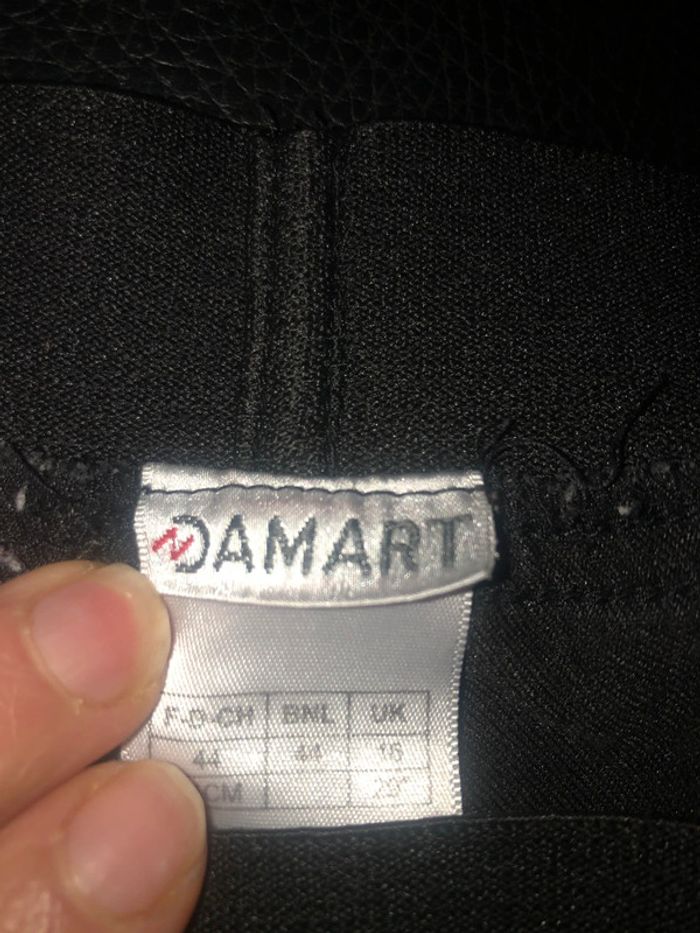 DAMART
F-D-CH BNL UK
44 44 16
CM 29"